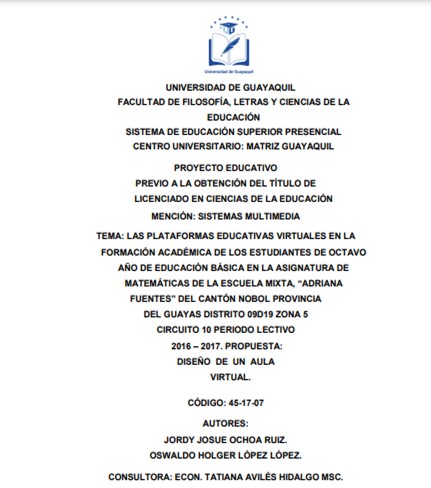 Universidad de Guayaquil
UNIVERSIDAD DE GUAYAQUIL
FACULTAD DE FILOSOFÍA, LETRAS Y CIENCIAS DE LA
EDUCACIÓN
SISTEMA DE EDUCACIÓN SUPERIOR PRESENCIAL
CENTRO UNIVERSITARIO: MATRIZ GUAYAQUIL
PROYECTO EDUCATIVO
PREVIO A LA OBTENCIÓN DEL TÍTULO DE
LICENCIADO EN CIENCIAS DE LA EDUCACIÓN
MENCIÓN: SISTEMAS MULTIMEDIA
TEMA: LAS PLATAFORMAS EDUCATIVAS VIRTUALES EN LA
FORMACIÓN ACADÉMICA DE LOS ESTUDIANTES DE OCTAVO
AÑO DE EDUCACIÓN BÁSICA EN LA ASIGNATURA DE
MATEMÁTICAS DE LA ESCUELA MIXTA, “ADRIANA
FUENTES” DEL CANTÓN NOBOL PROVINCIA
DEL GUAYAS DISTRITO 09D19 ZONA 5
CIRCUITO 10 PERIODO LECTIVO
2016 – 2017. PROPUESTA:
DISEÑO DE UN AULA
VIRTUAL.
CÓDIGO: 45-17-07
AUTORES:
JORDY JOSUE OCHOA RUIZ.
OSWALDO HOLGER LÓPEZ LÓPEZ.
CONSULTORA: ECON. TATIANA AVILÉS HIDALGO MSC.